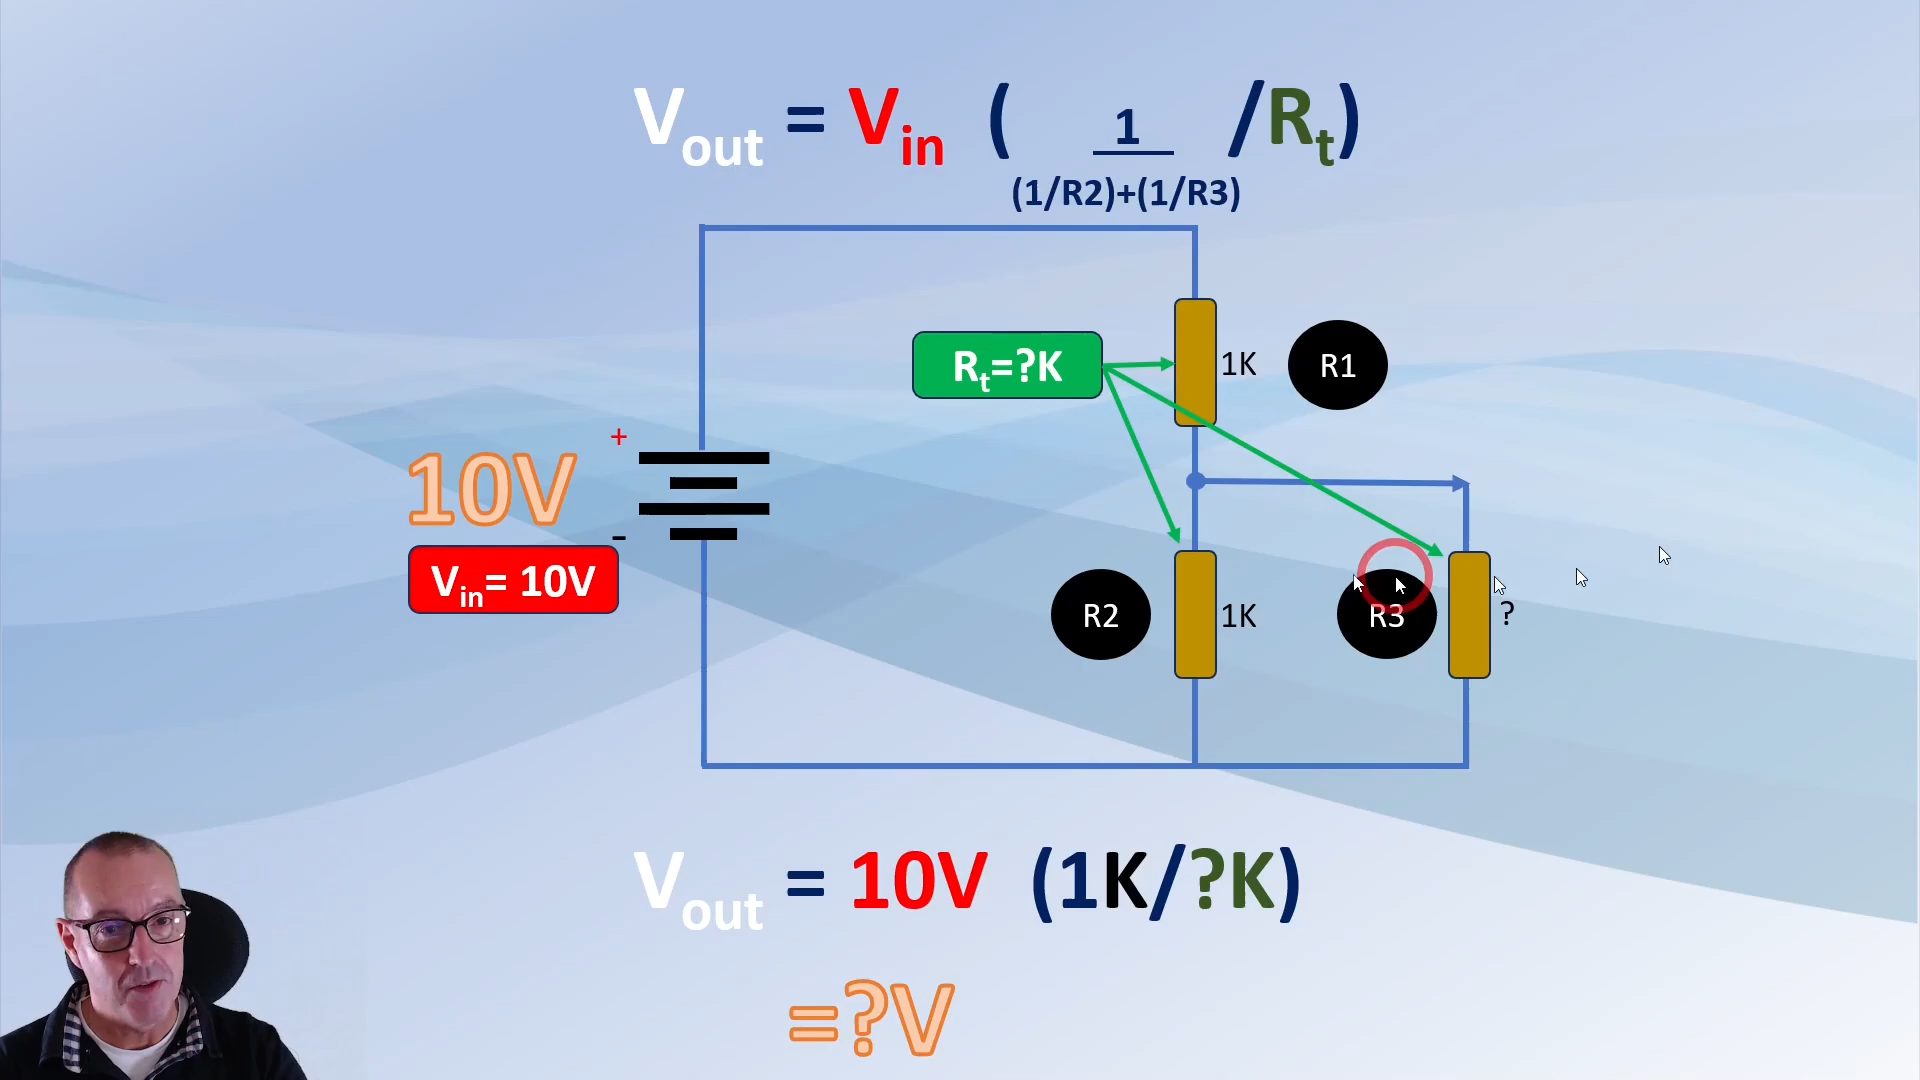 Vout = Vin ( 1 /Rt)
(1/R2)+(1/R3)
Rt=?K
1K
R1
+
10V
-
Vin= 10V
R2
1K
R3
?
Vout = 10V (1K/?K)
=?V